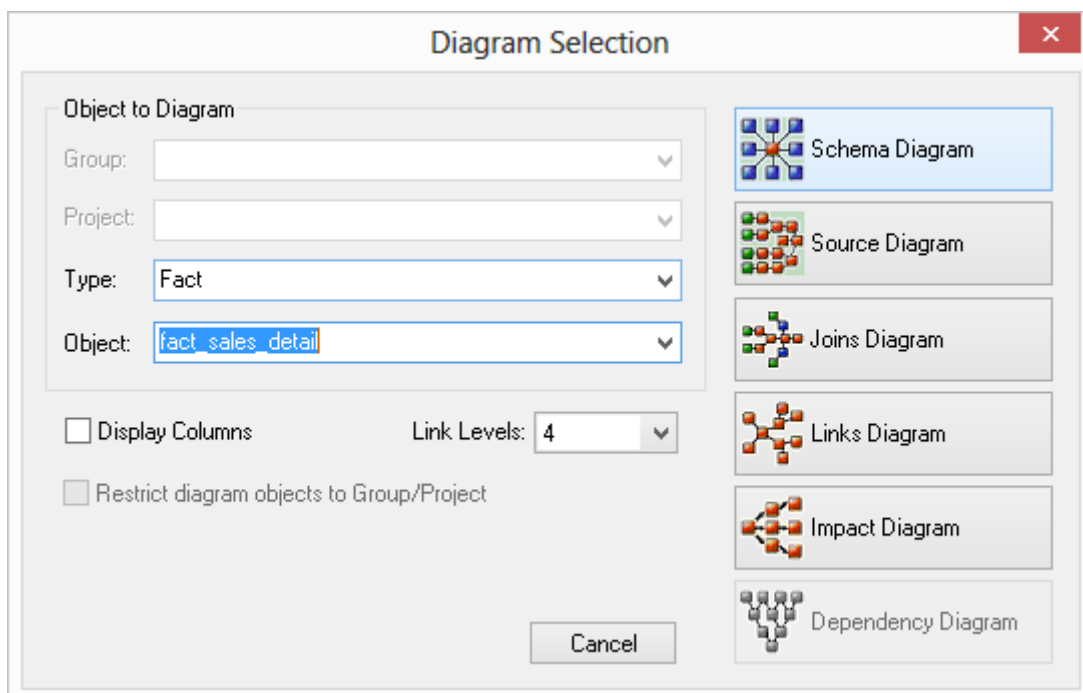 Diagram Selection
Object to Diagram
Group:
Project:
Type: Fact
Object: fact_sales_detail
Display Columns Link Levels: 4
Restrict diagram objects to Group/Project
Cancel
Schema Diagram
Source Diagram
Joins Diagram
Links Diagram
Impact Diagram
Dependency Diagram